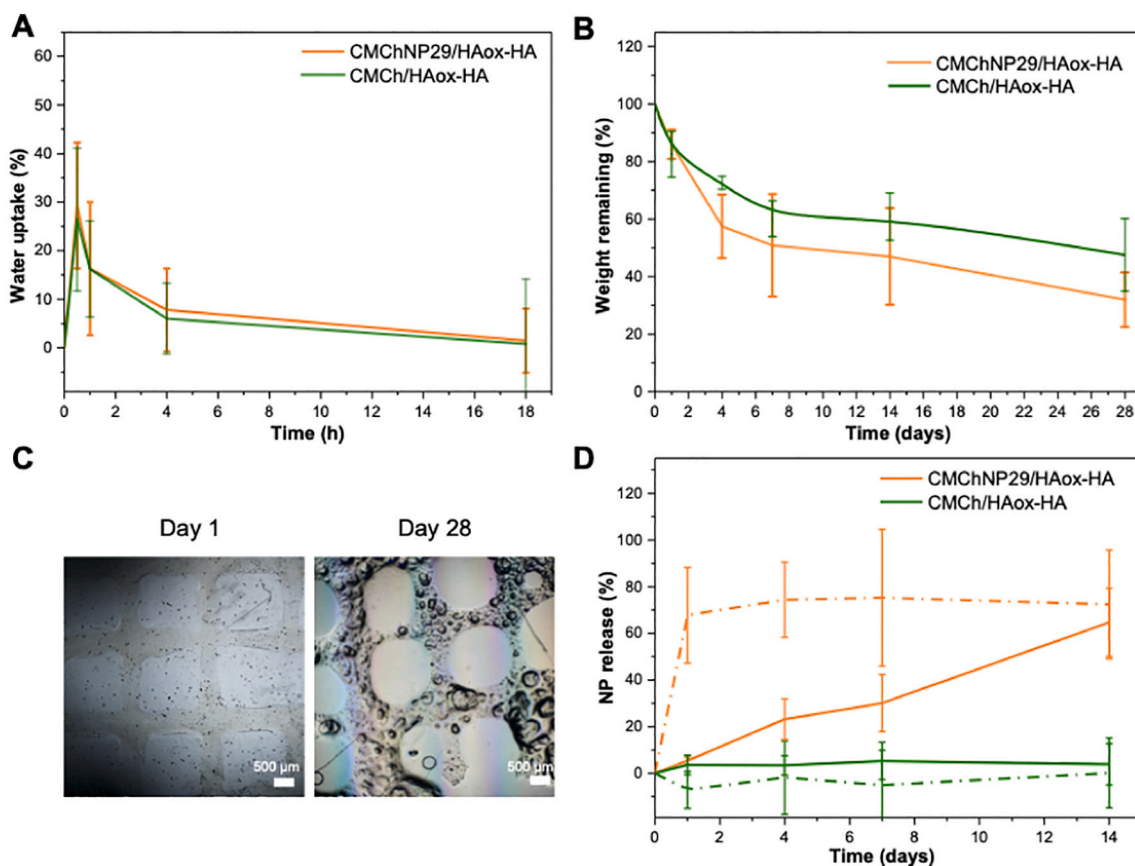 A
CMChNP29/HAox-HA
CMCh/HAox-HA
Water uptake (%)
60
50
40
30
20
10
0
0 2 4 6 8 10 12 14 16 18
Time (h)
B
CMChNP29/HAox-HA
CMCh/HAox-HA
Weight remaining (%)
120
100
80
60
40
20
0
0 2 4 6 8 10 12 14 16 18 20 22 24 26 28
Time (days)
C
Day 1
Day 28
500 µm
500 µm
D
CMChNP29/HAox-HA
CMCh/HAox-HA
NP release (%)
120
100
80
60
40
20
0
0 2 4 6 8 10 12 14
Time (days)